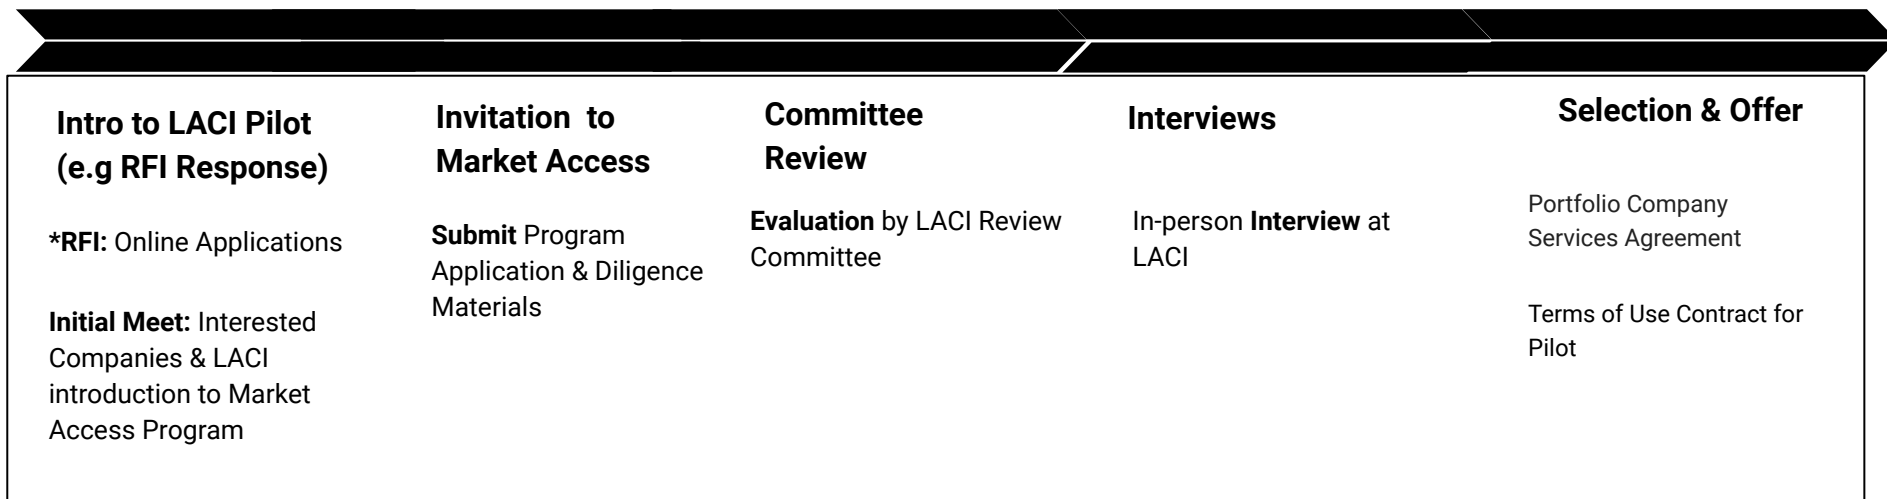 Intro to LACI Pilot
(e.g RFI Response)
*RFI: Online Applications
Initial Meet: Interested
Companies & LACI
introduction to Market
Access Program
Invitation to
Market Access
Submit Program
Application & Diligence
Materials
Committee
Review
Evaluation by LACI Review
Committee
Interviews
In-person Interview at
LACI
Selection & Offer
Portfolio Company
Services Agreement
Terms of Use Contract for
Pilot